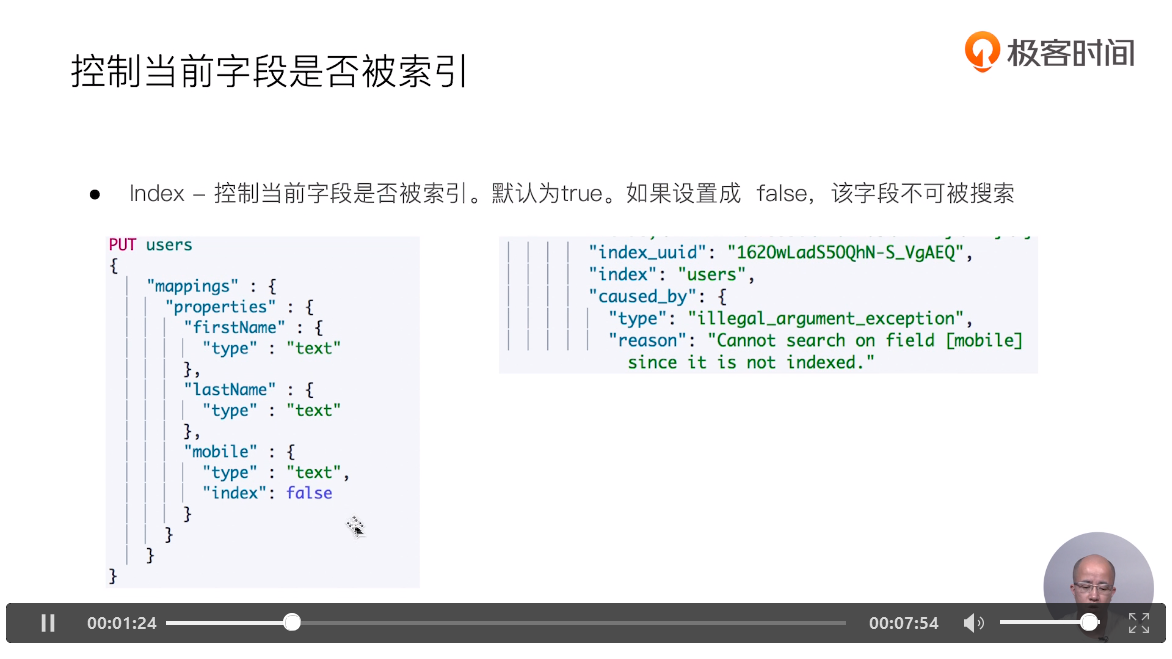 控制当前字段是否被索引
极客时间
● Index – 控制当前字段是否被索引。默认为true。如果设置成 false，该字段不可被搜索
PUT users
{
"mappings" : {
"properties" : {
"firstName" : {
"type" : "text"
},
"lastName" : {
"type" : "text"
},
"mobile" : {
"type" : "text",
"index": false
}
}
}
}
"index_uuid": "162OwLadS5OQhN-S_VgAEQ",
"index": "users",
"caused_by": {
"type": "illegal_argument_exception",
"reason": "Cannot search on field [mobile]
since it is not indexed."
00:01:24
00:07:54